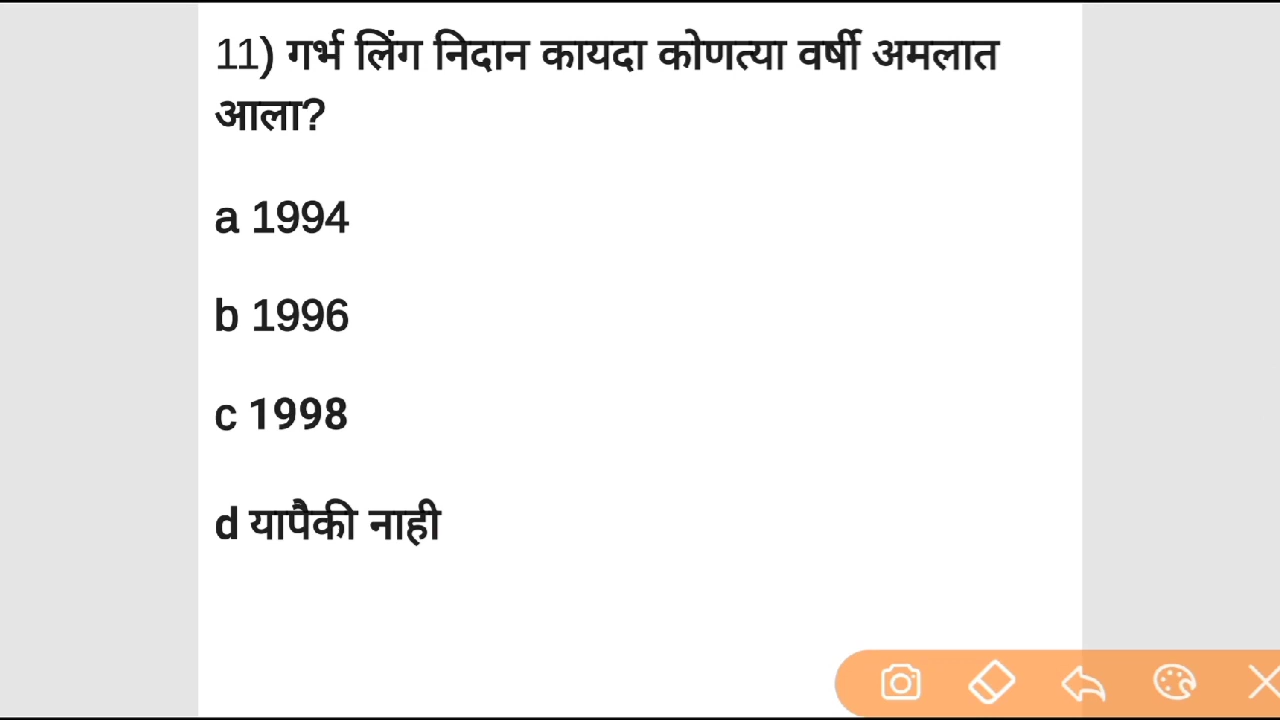 11) गर्भ लिंग निदान कायदा कोणत्या वर्षी अमलात
आला?
a 1994
b 1996
c 1998
d यापैकी नाही